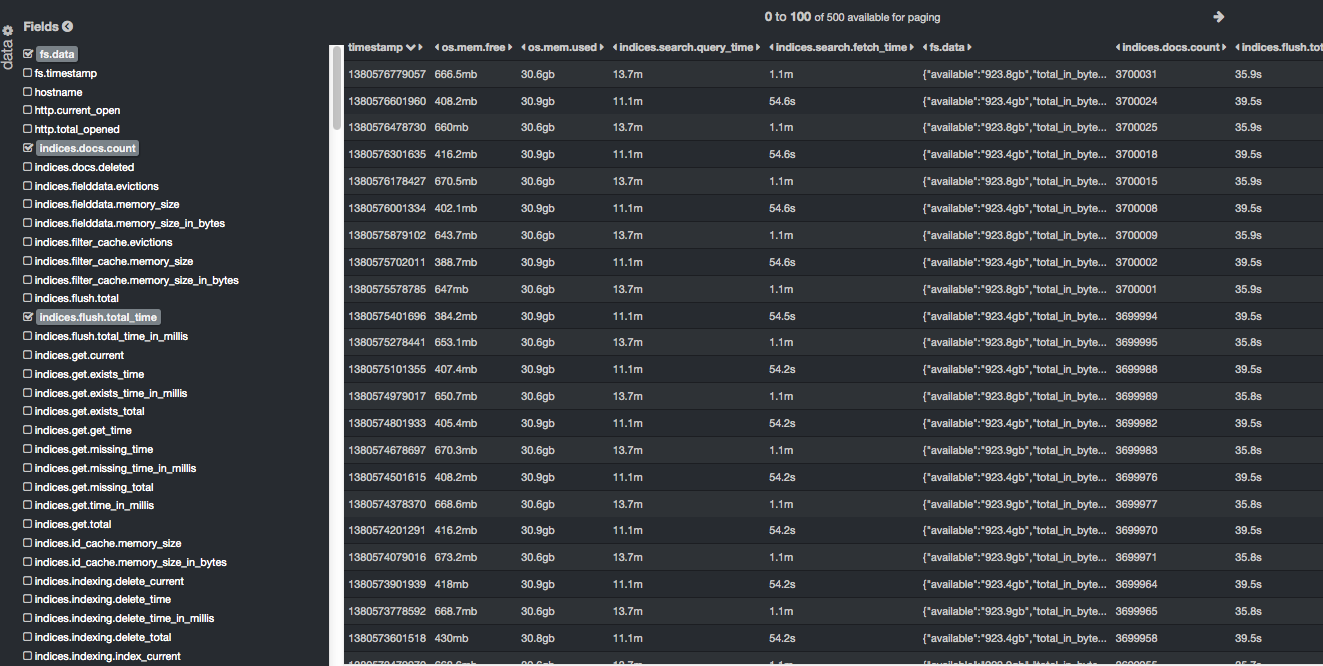 0 to 100 of 500 available for paging
data
Fields
fs.data
fs.timestamp
hostname
http.current_open
http.total_opened
indices.docs.count
indices.docs.deleted
indices.fielddata.evictions
indices.fielddata.memory_size
indices.fielddata.memory_size_in_bytes
indices.filter_cache.evictions
indices.filter_cache.memory_size
indices.filter_cache.memory_size_in_bytes
indices.flush.total
indices.flush.total_time
indices.flush.total_time_in_millis
indices.get.current
indices.get.exists_time
indices.get.exists_time_in_millis
indices.get.exists_total
indices.get.get_time
indices.get.missing_time
indices.get.missing_time_in_millis
indices.get.missing_total
indices.get.time_in_millis
indices.get.total
indices.id_cache.memory_size
indices.id_cache.memory_size_in_bytes
indices.indexing.delete_current
indices.indexing.delete_time
indices.indexing.delete_time_in_millis
indices.indexing.delete_total
indices.indexing.index_current
timestamp os.mem.free os.mem.used indices.search.query_time indices.search.fetch_time fs.data indices.docs.count indices.flush.tot
1380576779057 666.5mb 30.6gb 13.7m 1.1m {"available":"923.8gb","total_in_byte... 3700031 35.9s
1380576601960 408.2mb 30.9gb 11.1m 54.6s {"available":"923.4gb","total_in_byte... 3700024 39.5s
1380576478730 660mb 30.6gb 13.7m 1.1m {"available":"923.8gb","total_in_byte... 3700025 35.9s
1380576301635 416.2mb 30.9gb 11.1m 54.6s {"available":"923.4gb","total_in_byte... 3700018 39.5s
1380576178427 670.5mb 30.6gb 13.7m 1.1m {"available":"923.8gb","total_in_byte... 3700015 35.9s
1380576001334 402.1mb 30.9gb 11.1m 54.6s {"available":"923.4gb","total_in_byte... 3700008 39.5s
1380575879102 643.7mb 30.6gb 13.7m 1.1m {"available":"923.8gb","total_in_byte... 3700009 35.9s
1380575702011 388.7mb 30.9gb 11.1m 54.6s {"available":"923.4gb","total_in_byte... 3700002 39.5s
1380575578785 647mb 30.6gb 13.7m 1.1m {"available":"923.8gb","total_in_byte... 3700001 35.9s
1380575401696 384.2mb 30.9gb 11.1m 54.5s {"available":"923.4gb","total_in_byte... 3699994 39.5s
1380575278441 653.1mb 30.6gb 13.7m 1.1m {"available":"923.8gb","total_in_byte... 3699995 35.8s
1380575101355 407.4mb 30.9gb 11.1m 54.2s {"available":"923.4gb","total_in_byte... 3699988 39.5s
1380574979017 650.7mb 30.6gb 13.7m 1.1m {"available":"923.8gb","total_in_byte... 3699989 35.8s
1380574801933 405.4mb 30.9gb 11.1m 54.2s {"available":"923.4gb","total_in_byte... 3699982 39.5s
1380574678697 670.3mb 30.6gb 13.7m 1.1m {"available":"923.9gb","total_in_byte... 3699983 35.8s
1380574501615 408.2mb 30.9gb 11.1m 54.2s {"available":"923.4gb","total_in_byte... 3699976 39.5s
1380574378370 668.6mb 30.6gb 13.7m 1.1m {"available":"923.9gb","total_in_byte... 3699977 35.8s
1380574201291 416.2mb 30.9gb 11.1m 54.2s {"available":"923.4gb","total_in_byte... 3699970 39.5s
1380574079016 673.2mb 30.6gb 13.7m 1.1m {"available":"923.9gb","total_in_byte... 3699971 35.8s
1380573901939 418mb 30.9gb 11.1m 54.2s {"available":"923.4gb","total_in_byte... 3699964 39.5s
1380573778592 668.7mb 30.6gb 13.7m 1.1m {"available":"923.9gb","total_in_byte... 3699965 35.8s
1380573601518 430mb 30.8gb 11.1m 54.2s {"available":"923.4gb","total_in_byte... 3699958 39.5s